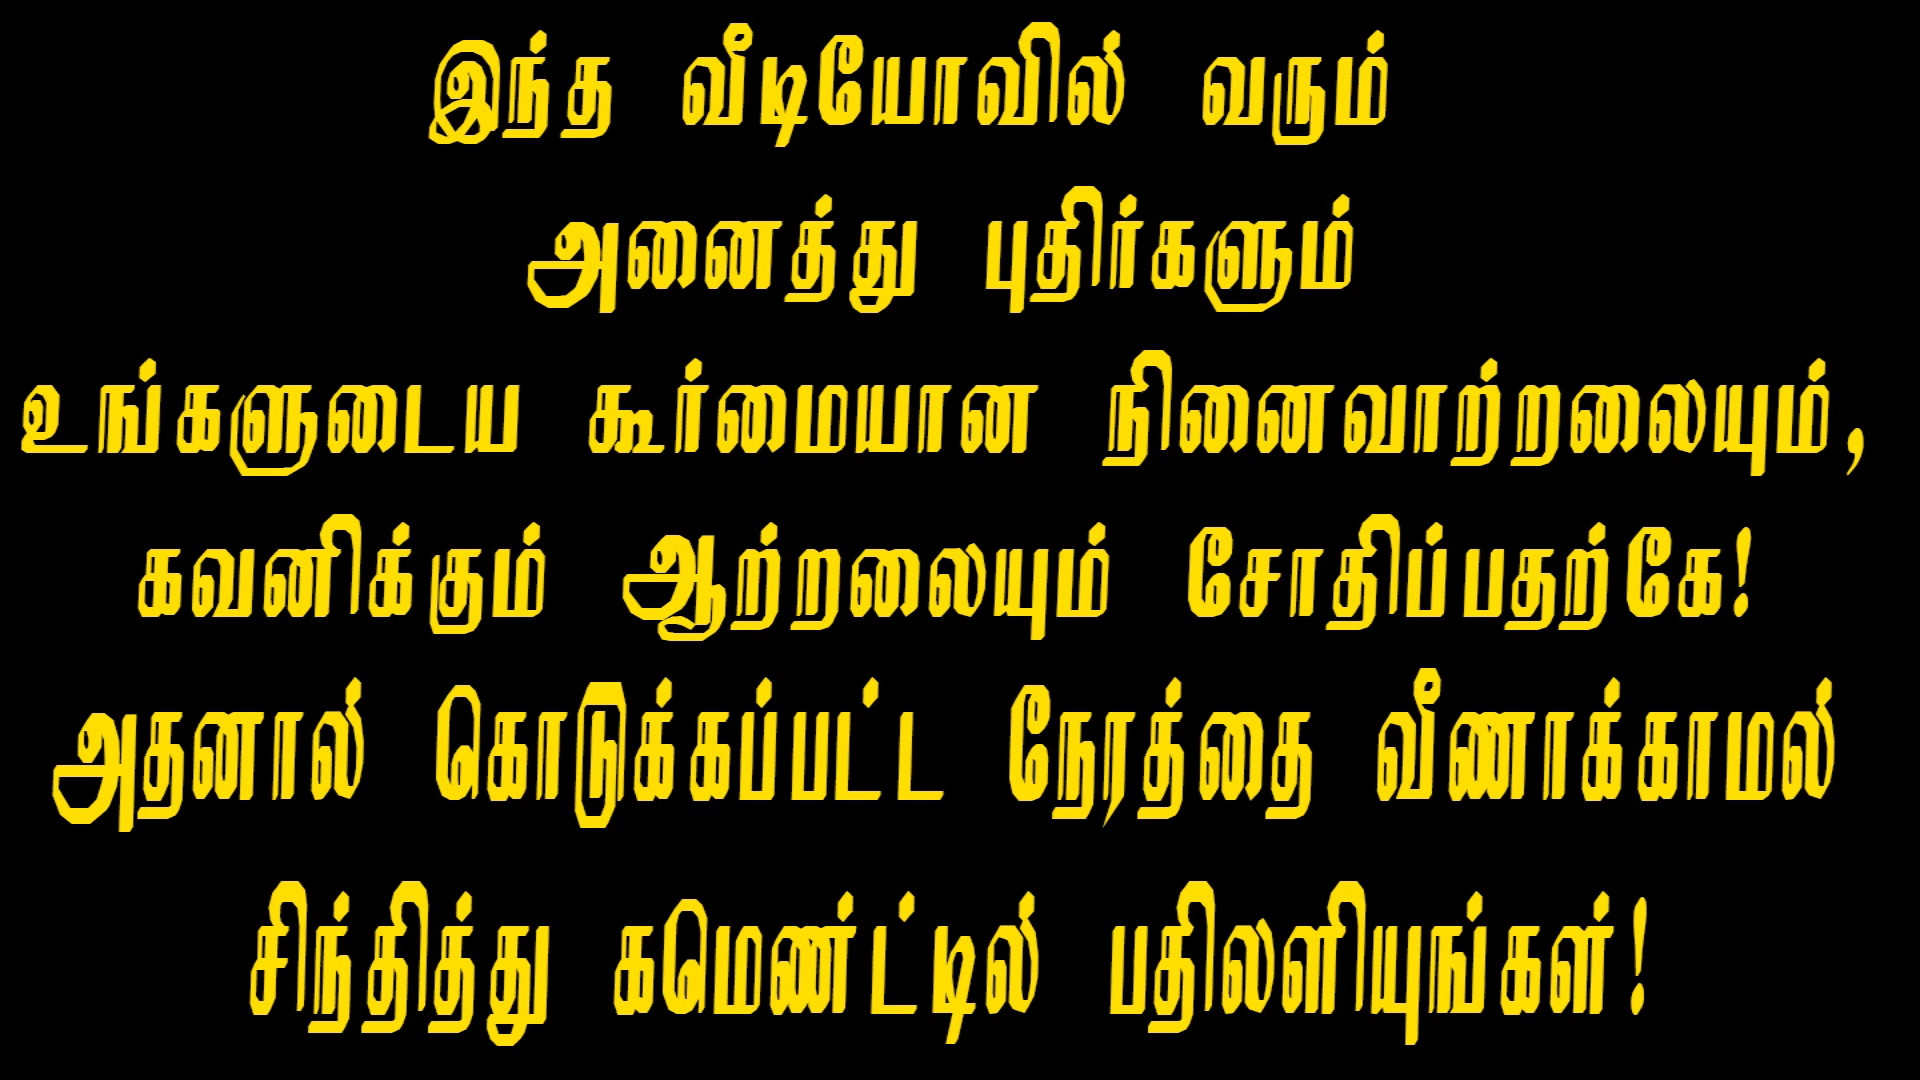 இந்த வீடியோவில் வரும்
அனைத்து புதிர்களும்
உங்களுடைய கூர்மையான நினைவாற்றலையும்,
கவனிக்கும் ஆற்றலையும் சோதிப்பதற்கே!
அதனால் கொடுக்கப்பட்ட நேரத்தை வீணாக்காமல்
சிந்தித்து கமெண்ட்டில் பதிலளியுங்கள்!